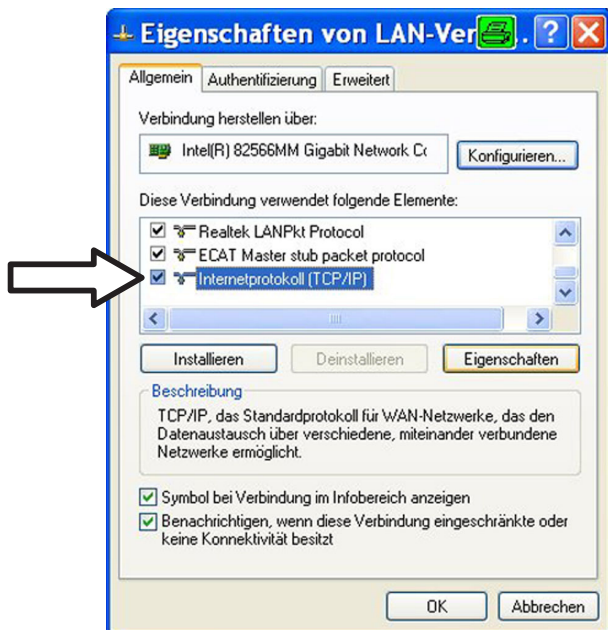 Eigenschaften von LAN-Ver
Allgemein Authentifizierung Erweitert
Verbindung herstellen über:
Intel(R) 82566MM Gigabit Network Cc Konfigurieren...
Diese Verbindung verwendet folgende Elemente:
Realtek LANPkt Protocol
ECAT Master stub packet protocol
Internetprotokoll (TCP/IP)
Installieren Deinstallieren Eigenschaften
Beschreibung
TCP/IP, das Standardprotokoll für WAN-Netzwerke, das den
Datenaustausch über verschiedene, miteinander verbundene
Netzwerke ermöglicht.
Symbol bei Verbindung im Infobereich anzeigen
Benachrichtigen, wenn diese Verbindung eingeschränkte oder
keine Konnektivität besitzt
OK Abbrechen